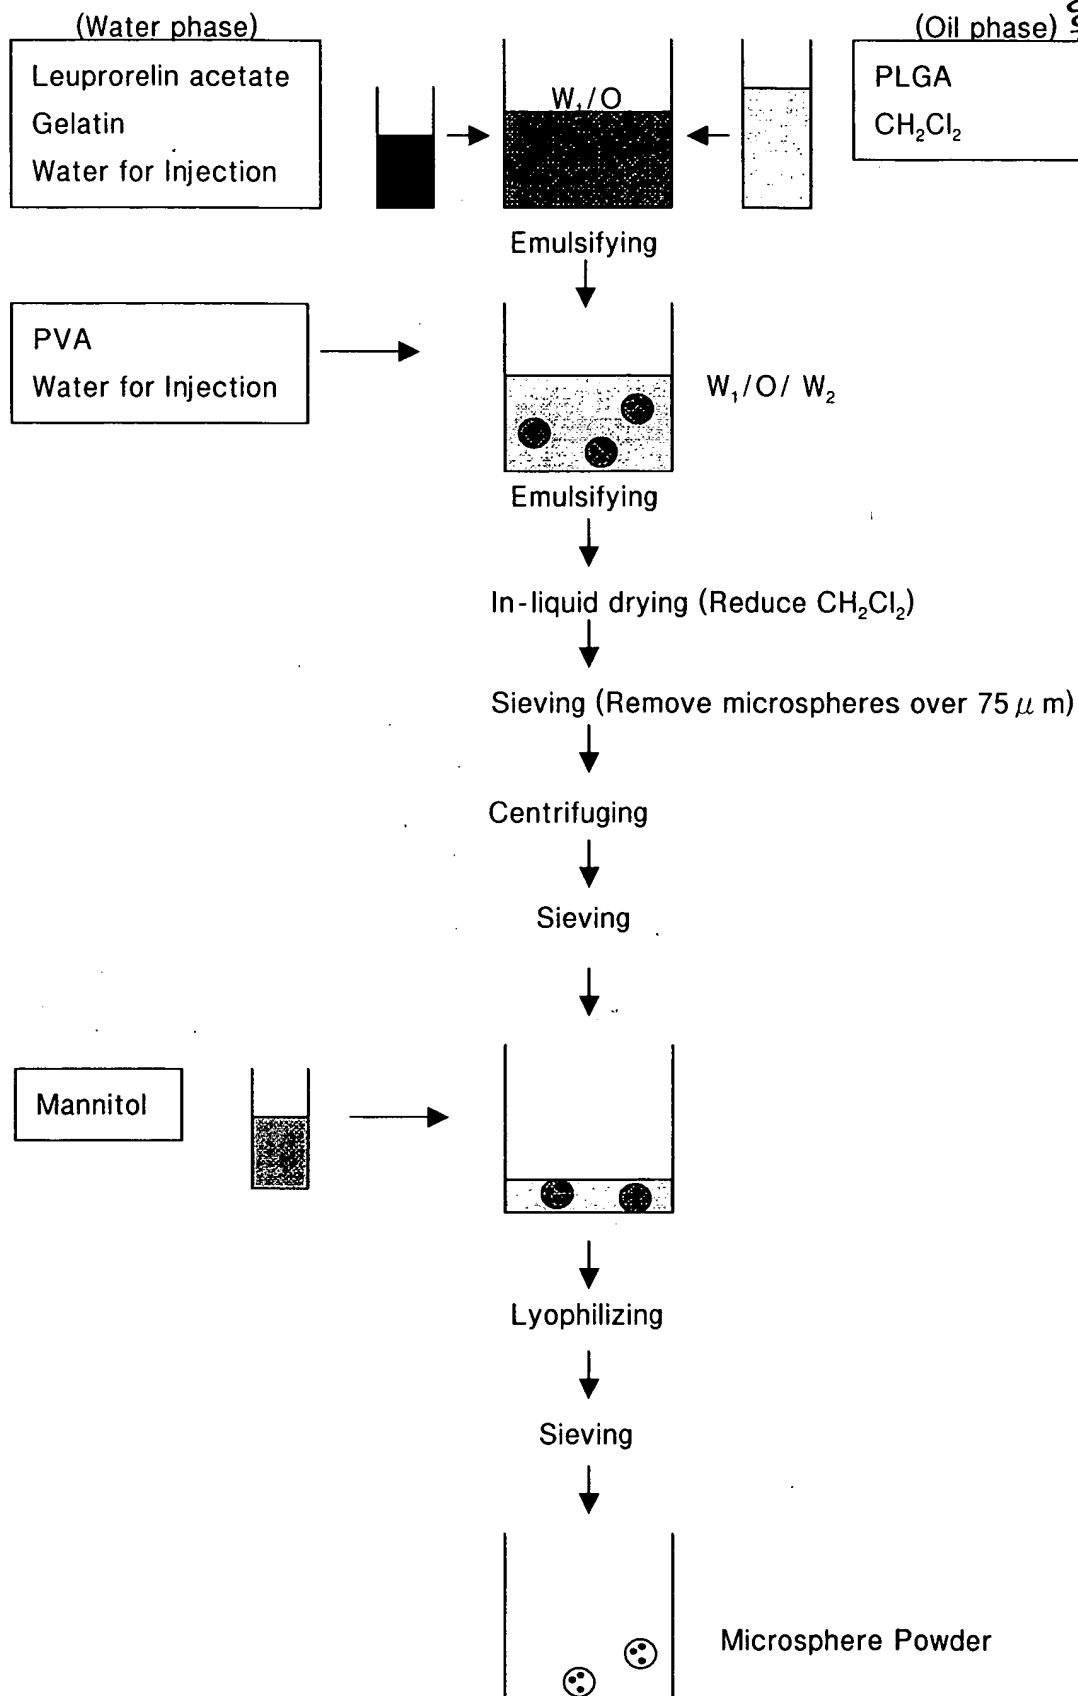 (Water phase)
(Oil phase)
Leuprorelin acetate
Gelatin
Water for Injection
W₁/O
PLGA
CH₂Cl₂
Emulsifying
PVA
Water for Injection
W₁/O/ W₂
Emulsifying
In-liquid drying (Reduce CH₂Cl₂)
Sieving (Remove microspheres over 75 μ m)
Centrifuging
Sieving
Mannitol
Lyophilizing
Sieving
Microsphere Powder